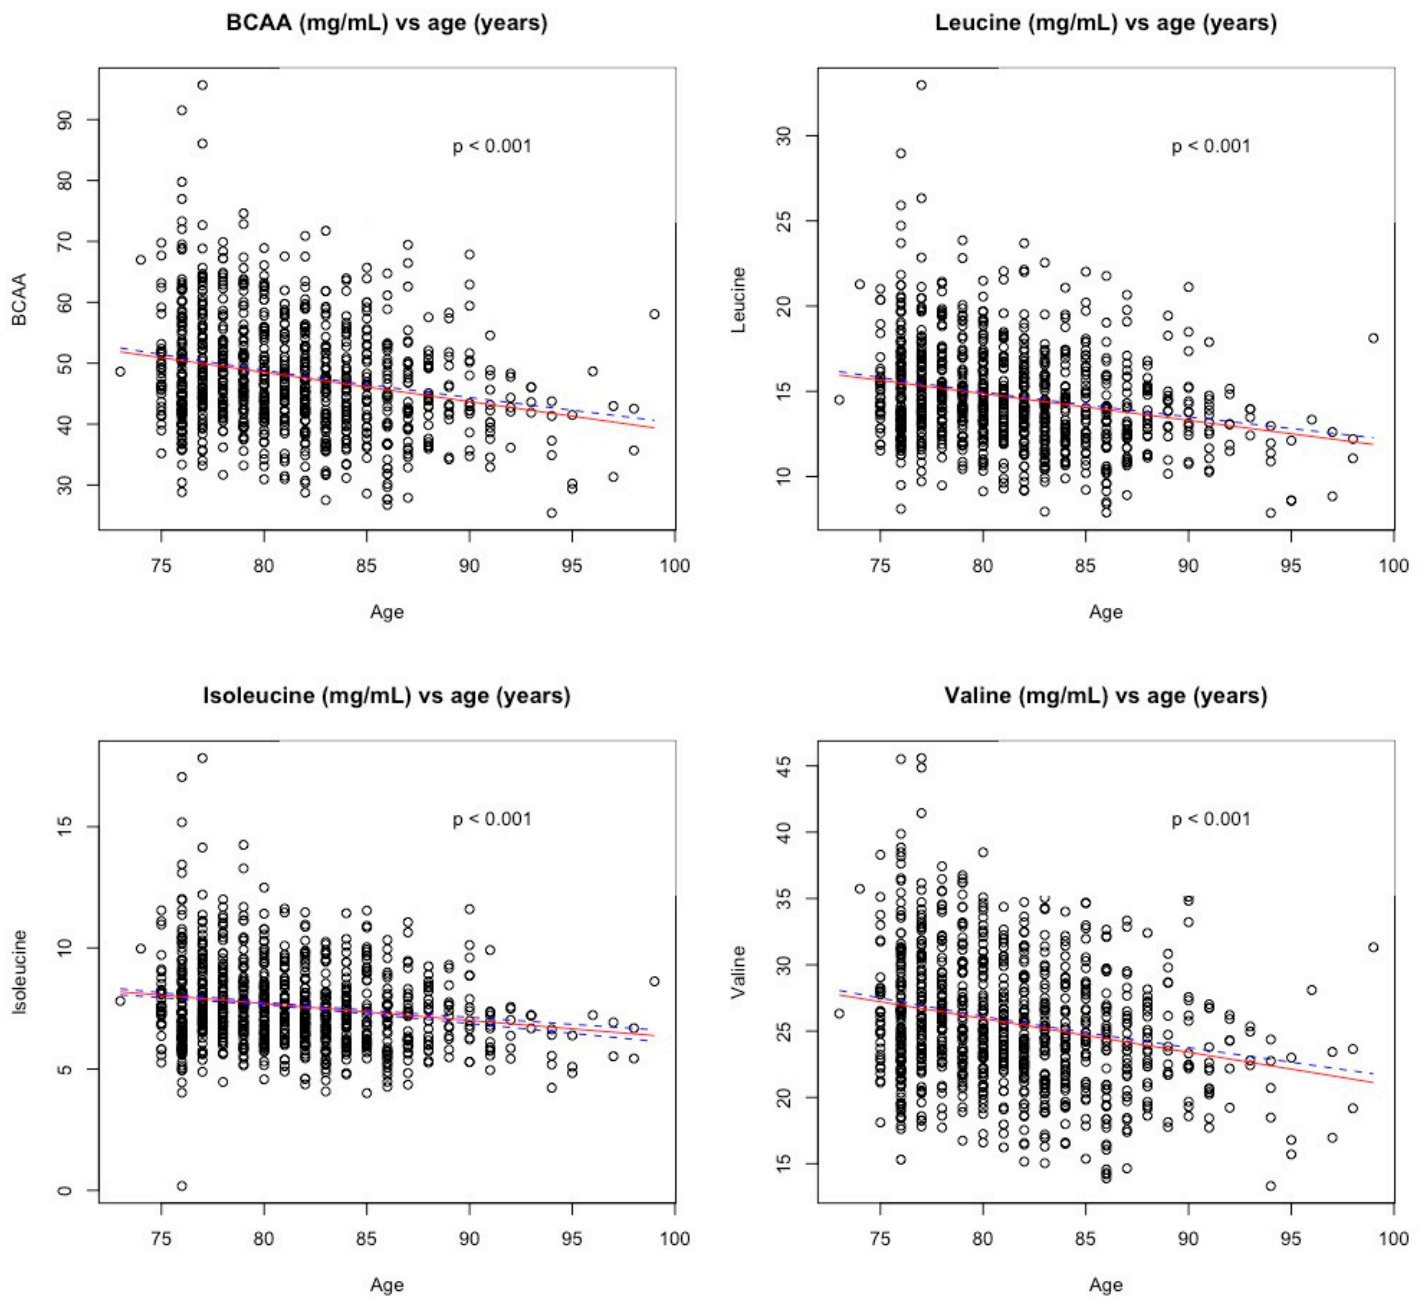 BCAA (mg/mL) vs age (years)
p < 0.001
BCAA
90
80
70
60
50
40
30
75 80 85 90 95 100
Age
Leucine (mg/mL) vs age (years)
p < 0.001
Leucine
30
25
20
15
10
75 80 85 90 95 100
Age
Isoleucine (mg/mL) vs age (years)
p < 0.001
Isoleucine
15
10
5
0
75 80 85 90 95 100
Age
Valine (mg/mL) vs age (years)
p < 0.001
Valine
45
40
35
30
25
20
15
75 80 85 90 95 100
Age